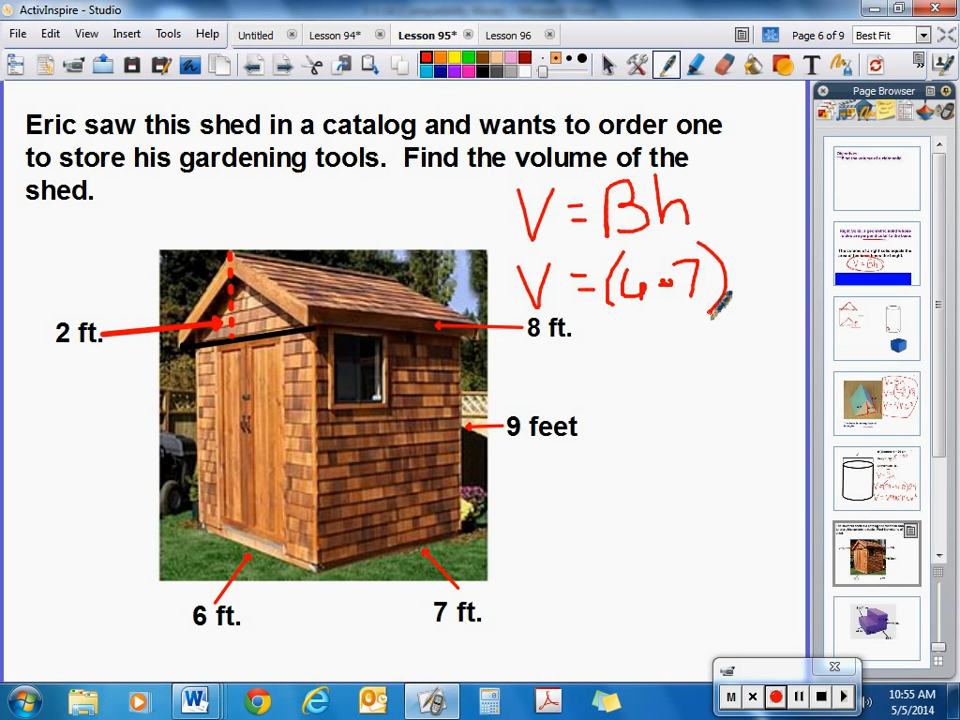 ActivInspire - Studio
File Edit View Insert Tools Help Untitled Lesson 94* Lesson 95* Lesson 96 Page 6 of 9 Best Fit
Page Browser
Eric saw this shed in a catalog and wants to order one
to store his gardening tools. Find the volume of the
shed.
V = Bh
V = (6·7)
2 ft.
8 ft.
9 feet
6 ft.
7 ft.
M
10:55 AM
5/5/2014